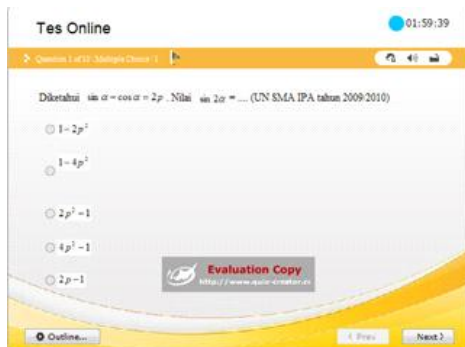 Tes Online
01:59:39
Question 1 of 10 Multiple Choice 1
Diketahui sin α − cos α = 2p . Nilai sin 2α = .... (UN SMA IPA tahun 2009/2010)
1−2p²
1−4p²
2p²−1
4p²−1
2p−1
Evaluation Copy
http://www.quiz-creator.c
Outline...
Prev
Next